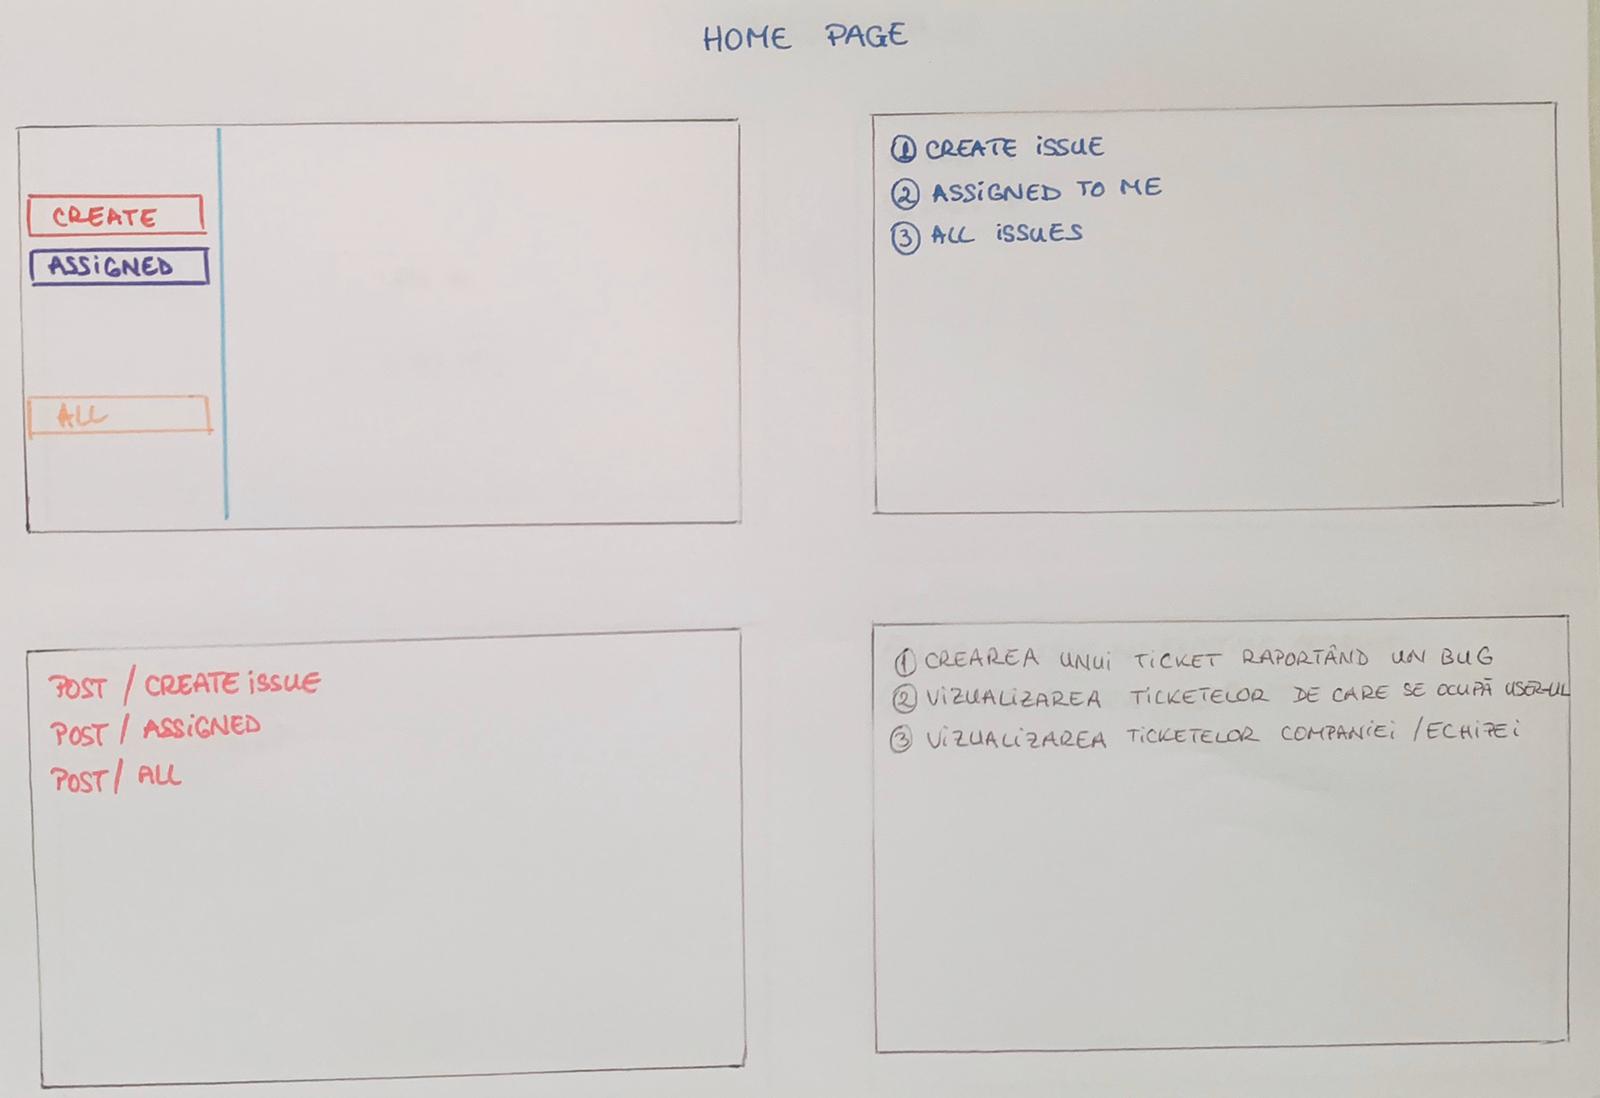 HOME PAGE
CREATE
ASSiGNED
ALL
① CREATE iSSUE
② ASSiGNED TO ME
③ ALL iSSUES
POST / CREATE iSSUE
POST / ASSiGNED
POST / ALL
① CREAREA UNUi TiCKET RAPORTÂND UN BUG
② ViZUALiZAREA TiCKETELOR DE CARE SE OCUPĂ USER-UL
③ ViZUALiZAREA TiCKETELOR COMPANiEi / ECHiPEi